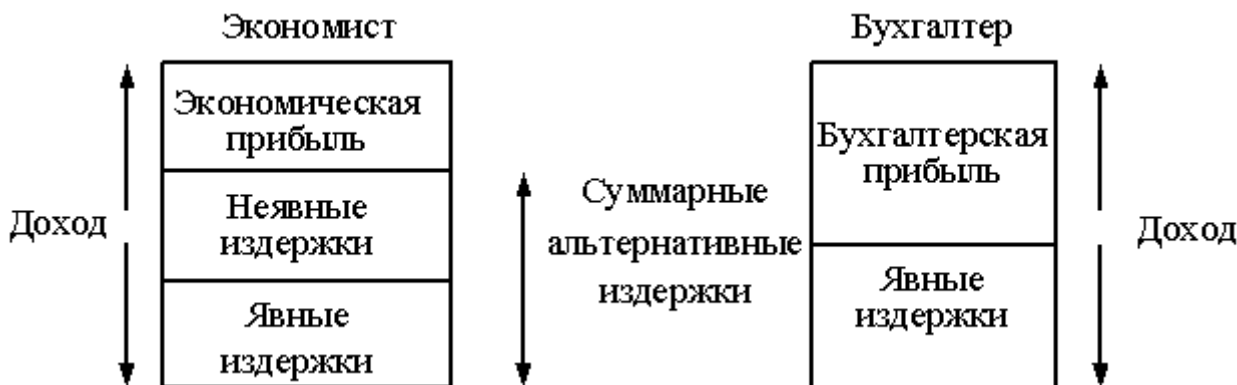 Экономист
Бухгалтер
Экономическая
прибыль
Неявные
издержки
Явные
издержки
Доход
Суммарные
альтернативные
издержки
Бухгалтерская
прибыль
Явные
издержки
Доход